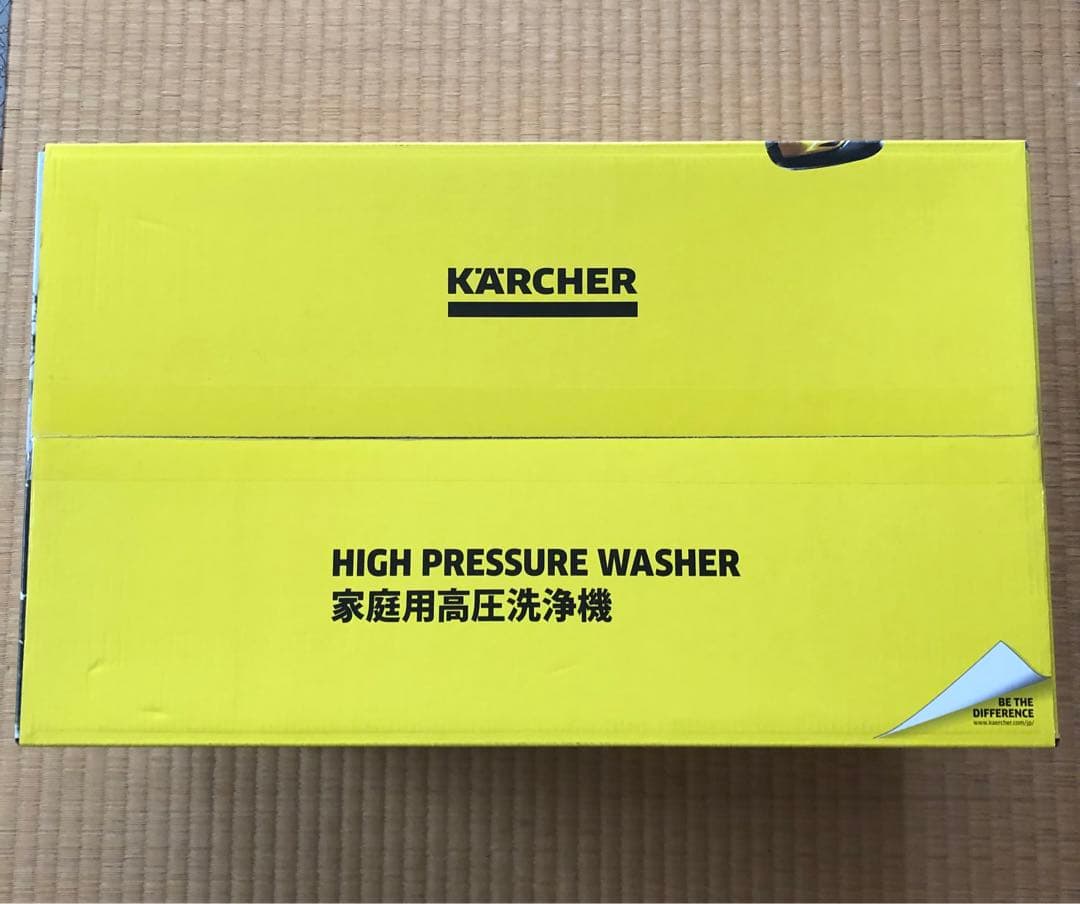 KÄRCHER
HIGH PRESSURE WASHER
家庭用高圧洗浄機
BE THE
DIFFERENCE
www.kaercher.com/jp/